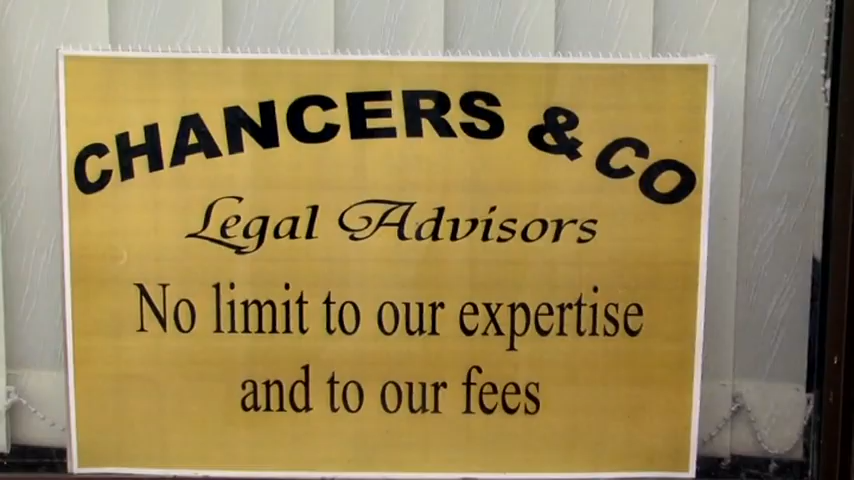 CHANCERS & CO
Legal Advisors
No limit to our expertise
and to our fees